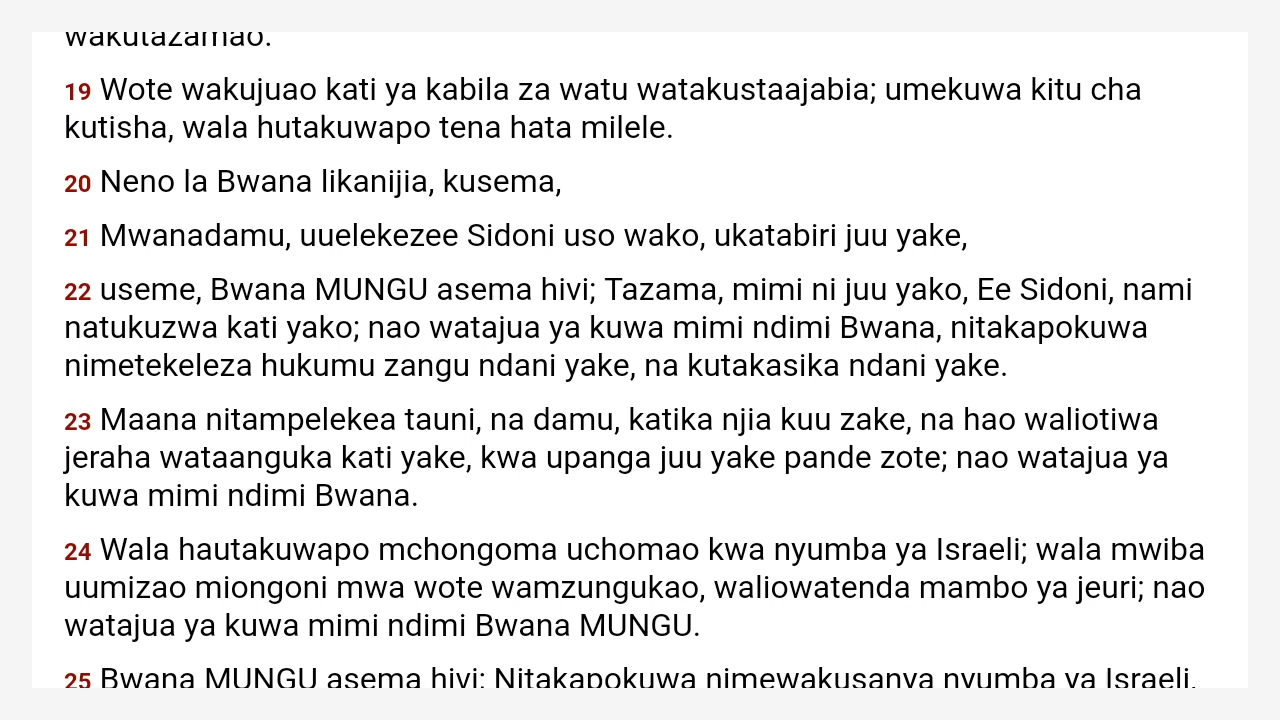 wakutazamao.
19 Wote wakujuao kati ya kabila za watu watakustaajabia; umekuwa kitu cha
kutisha, wala hutakuwapo tena hata milele.
20 Neno la Bwana likanijia, kusema,
21 Mwanadamu, uuelekezee Sidoni uso wako, ukatabiri juu yake,
22 useme, Bwana MUNGU asema hivi; Tazama, mimi ni juu yako, Ee Sidoni, nami
natukuzwa kati yako; nao watajua ya kuwa mimi ndimi Bwana, nitakapokuwa
nimetekeleza hukumu zangu ndani yake, na kutakasika ndani yake.
23 Maana nitampelekea tauni, na damu, katika njia kuu zake, na hao waliotiwa
jeraha wataanguka kati yake, kwa upanga juu yake pande zote; nao watajua ya
kuwa mimi ndimi Bwana.
24 Wala hautakuwapo mchongoma uchomao kwa nyumba ya Israeli; wala mwiba
uumizao miongoni mwa wote wamzungukao, waliowatenda mambo ya jeuri; nao
watajua ya kuwa mimi ndimi Bwana MUNGU.
25 Bwana MUNGU asema hivi; Nitakapokuwa nimewakusanya nyumba ya Israeli,